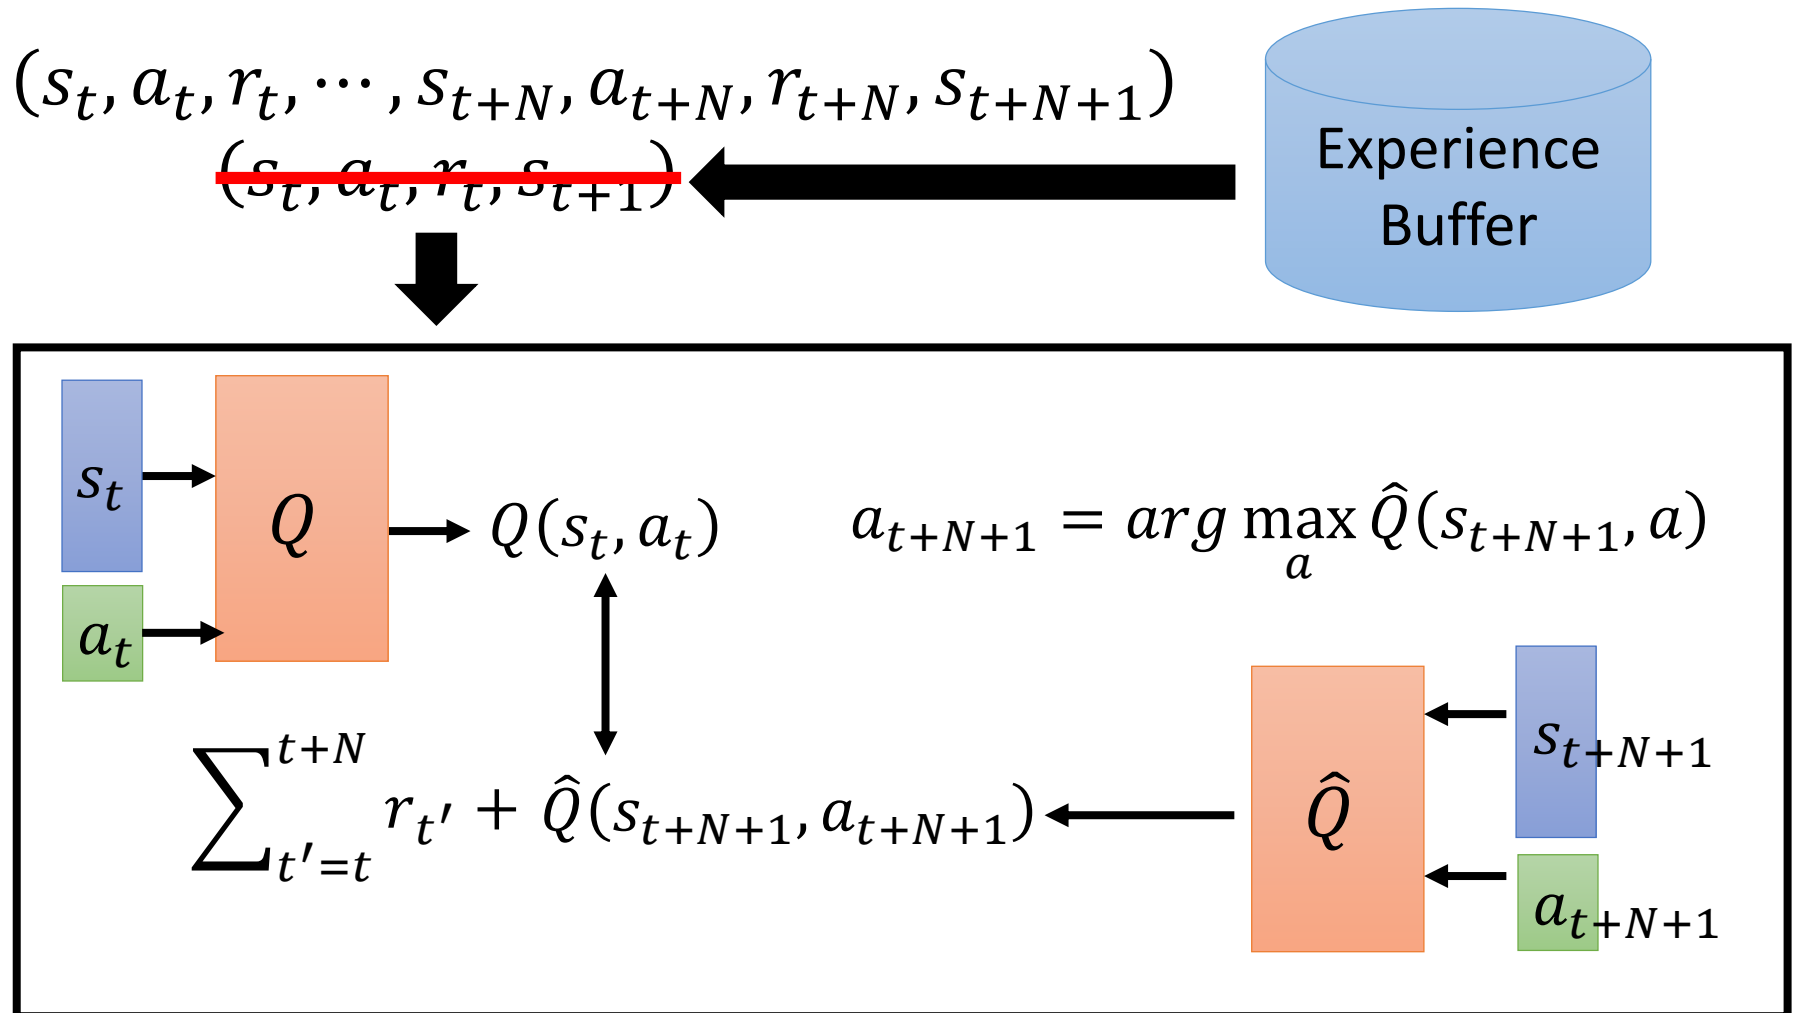 (s_t, a_t, r_t, ⋯ , s_{t+N}, a_{t+N}, r_{t+N}, s_{t+N+1})
(s_t, a_t, r_t, s_{t+1})
Experience
Buffer
s_t
a_t
Q
Q(s_t, a_t)
a_{t+N+1} = arg max_a Q̂(s_{t+N+1}, a)
∑_{t′=t}^{t+N} r_{t′} + Q̂(s_{t+N+1}, a_{t+N+1})
Q̂
s_{t+N+1}
a_{t+N+1}